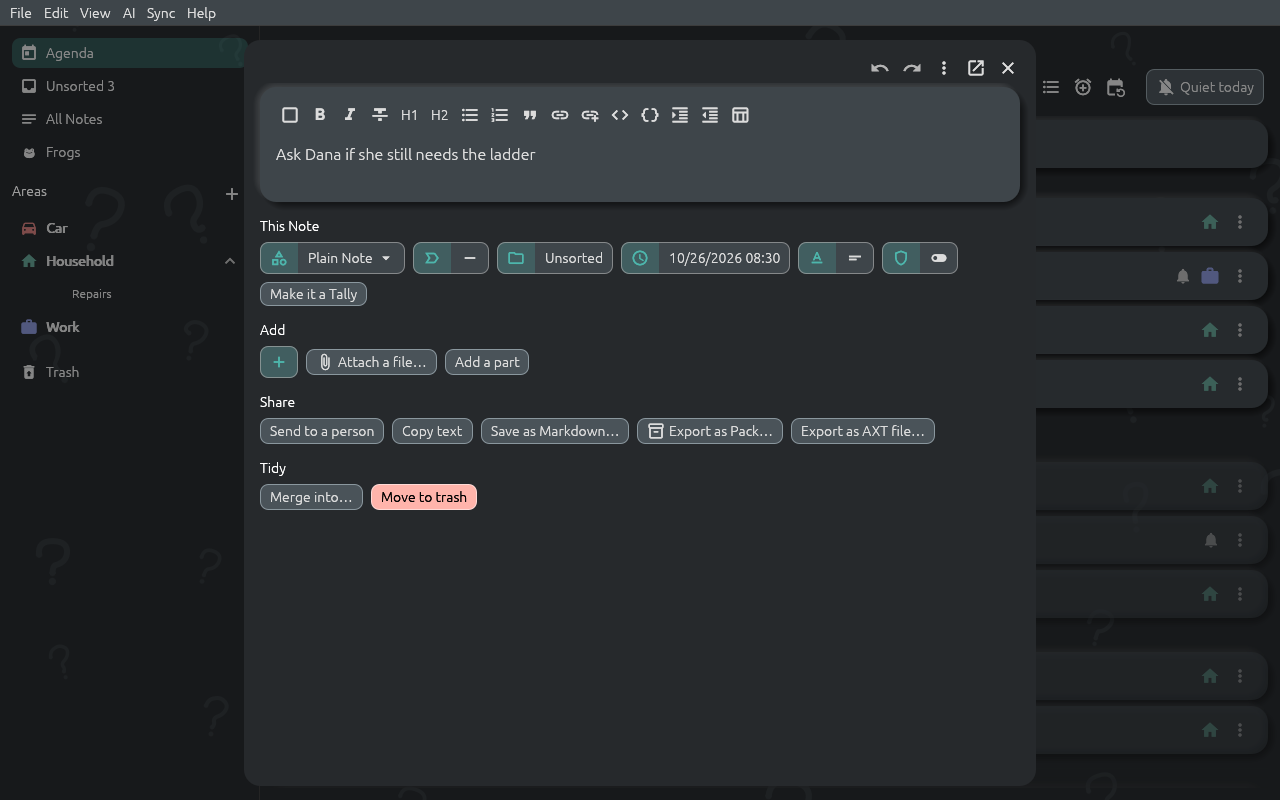 File Edit View AI Sync Help
Agenda
Unsorted 3
All Notes
Frogs
Areas
Car
Household
Repairs
Work
Trash
Quiet today
B I H1 H2
Ask Dana if she still needs the ladder
This Note
Plain Note Unsorted 10/26/2026 08:30
Make it a Tally
Add
Attach a file... Add a part
Share
Send to a person Copy text Save as Markdown... Export as Pack... Export as AXT file...
Tidy
Merge into... Move to trash